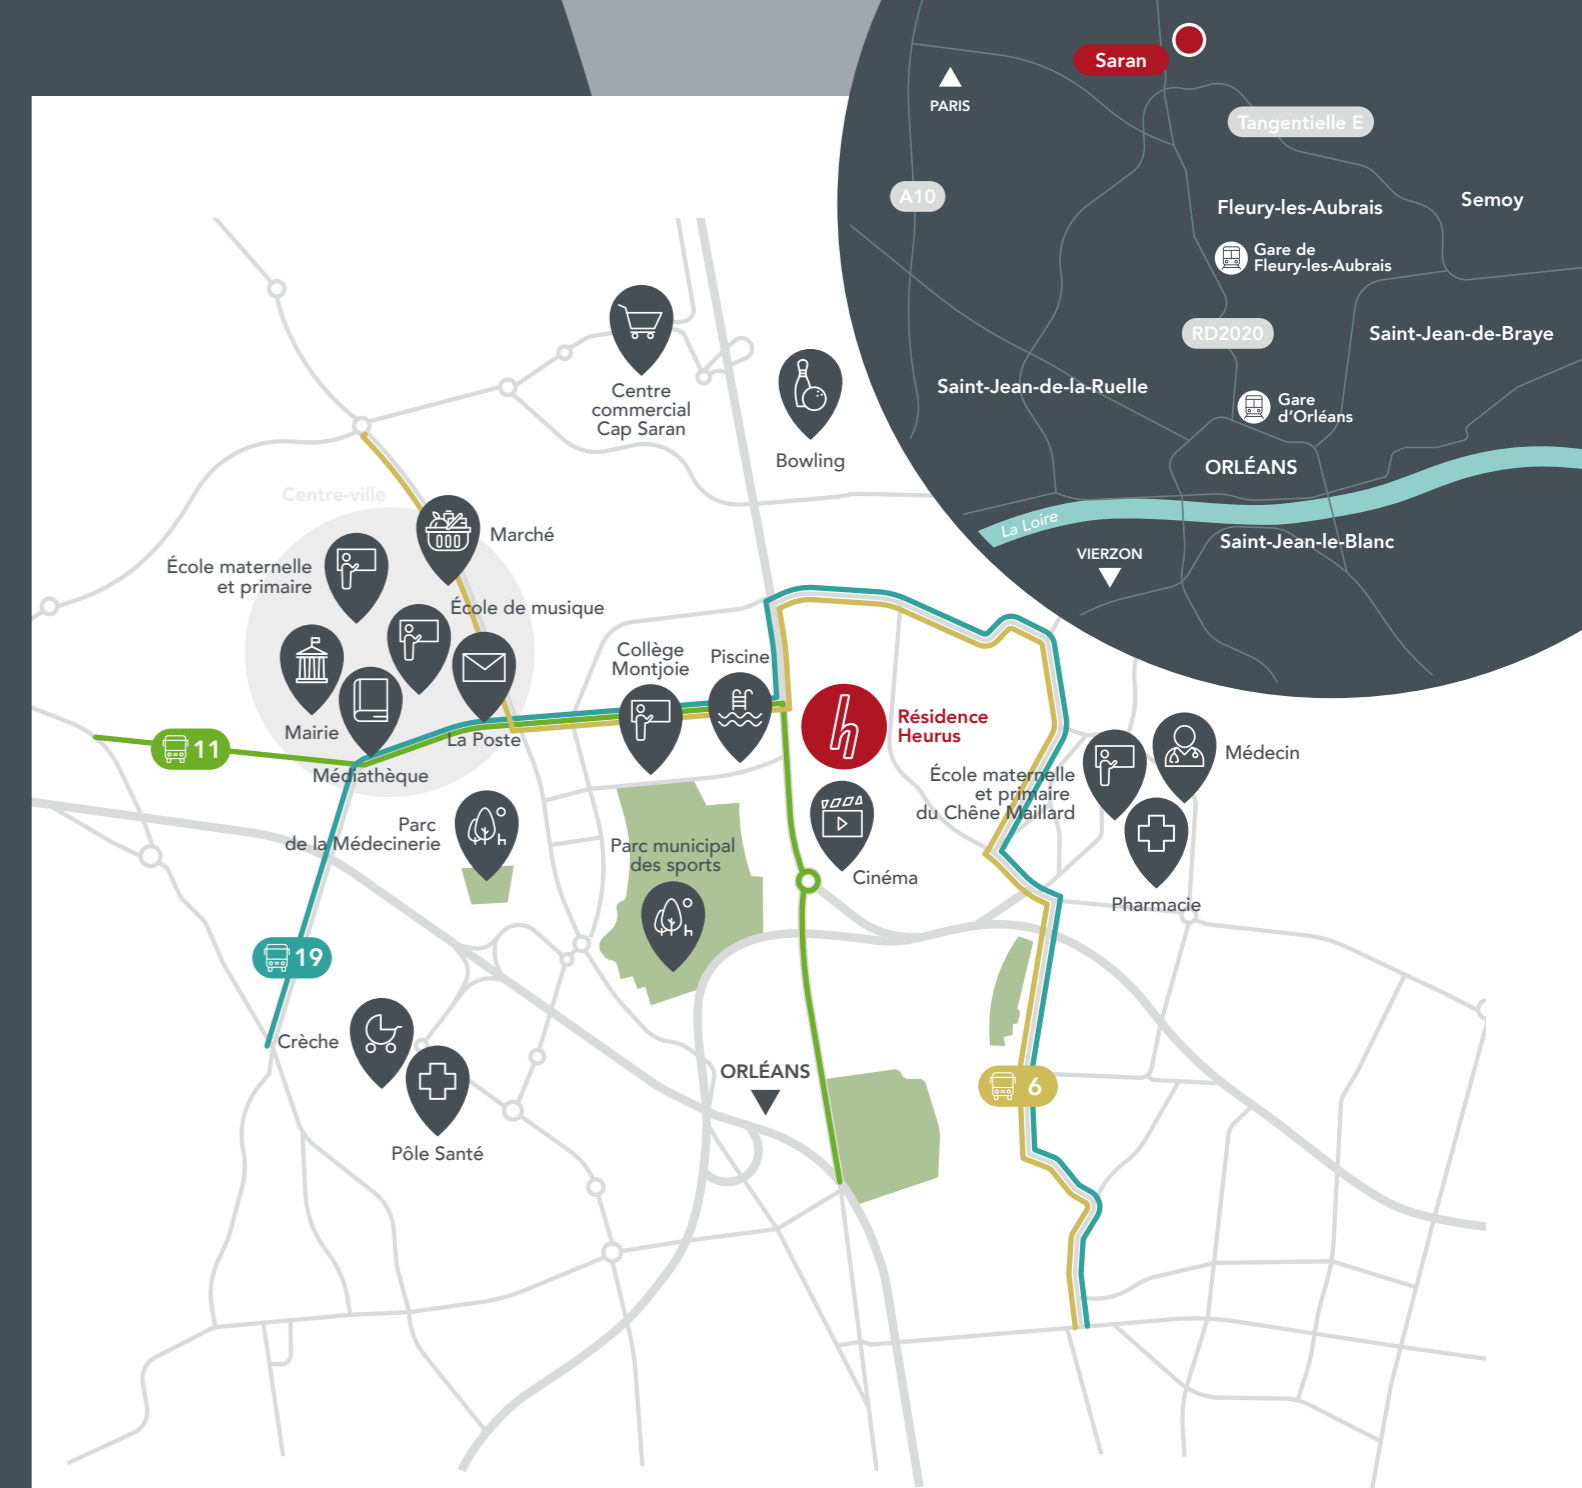 Saran
PARIS
Tangentielle E
A10
Semoy
Fleury-les-Aubrais
Gare de
Fleury-les-Aubrais
RD2020
Saint-Jean-de-Braye
Saint-Jean-de-la-Ruelle
Gare
d'Orléans
ORLÉANS
La Loire
Saint-Jean-le-Blanc
VIERZON
Centre
commercial
Cap Saran
Bowling
Centre-ville
Marché
École maternelle
et primaire
École de musique
Collège
Montjoie
Piscine
Mairie
La Poste
Médiathèque
11
Résidence
Heurus
h
École maternelle
et primaire
du Chêne Maillard
Médecin
Parc
de la Médecinerie
Parc municipal
des sports
Cinéma
Pharmacie
19
Crèche
ORLÉANS
6
Pôle Santé